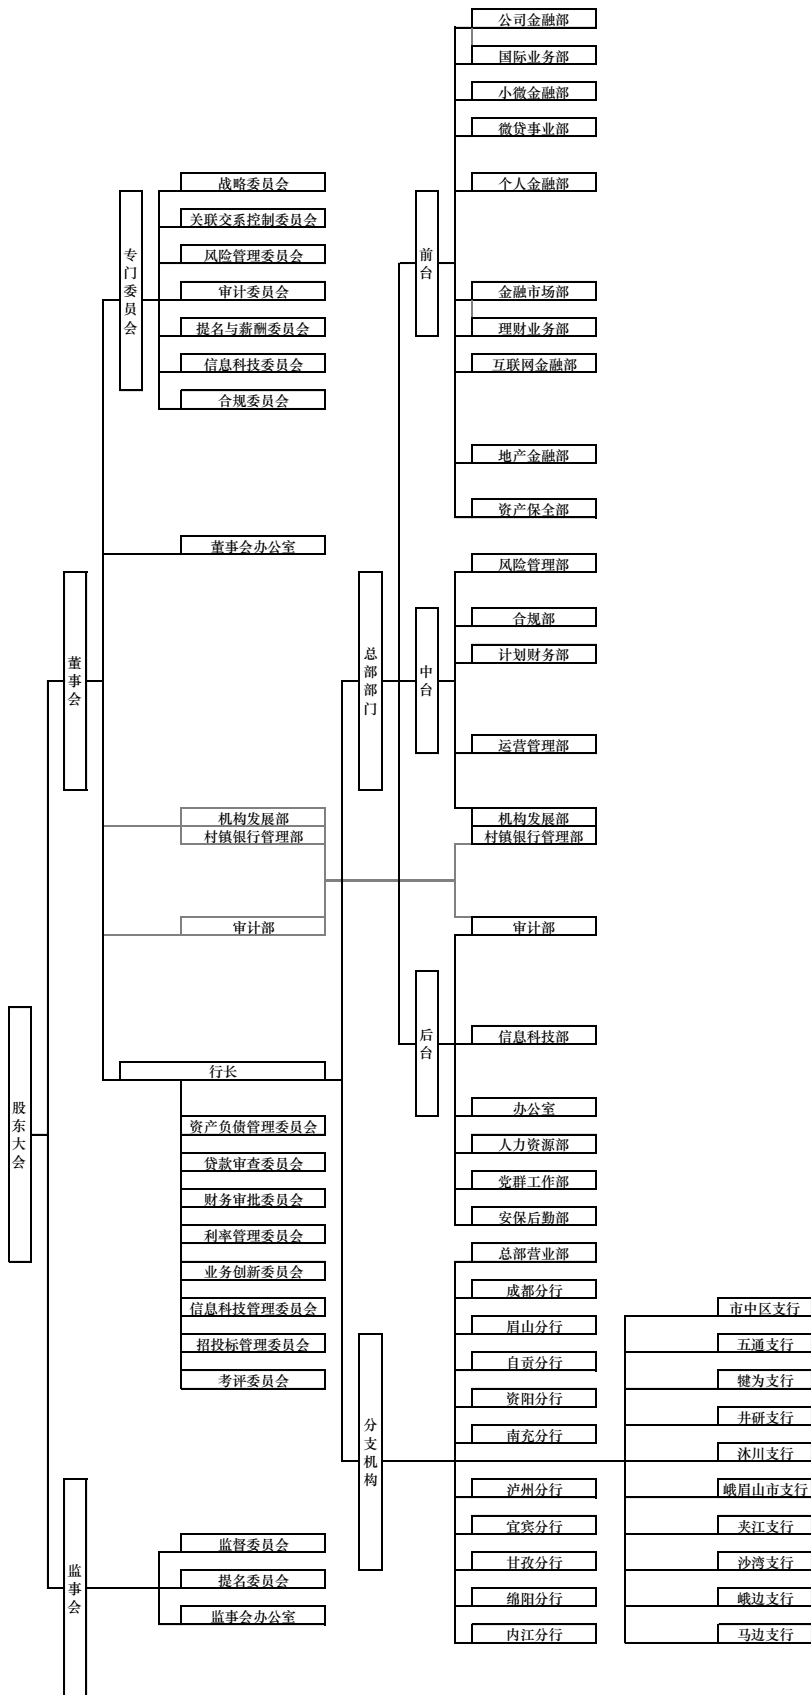 股东大会
董事会
专门委员会
战略委员会
关联交系控制委员会
风险管理委员会
审计委员会
提名与薪酬委员会
信息科技委员会
合规委员会
董事会办公室
机构发展部
村镇银行管理部
审计部
行长
资产负债管理委员会
贷款审查委员会
财务审批委员会
利率管理委员会
业务创新委员会
信息科技管理委员会
招投标管理委员会
考评委员会
监事会
监督委员会
提名委员会
监事会办公室
总部部门
前台
公司金融部
国际业务部
小微金融部
微贷事业部
个人金融部
金融市场部
理财业务部
互联网金融部
地产金融部
资产保全部
中台
风险管理部
合规部
计划财务部
运营管理部
机构发展部
村镇银行管理部
后台
审计部
信息科技部
办公室
人力资源部
党群工作部
安保后勤部
分支机构
总部营业部
成都分行
眉山分行
自贡分行
资阳分行
南充分行
泸州分行
宜宾分行
甘孜分行
绵阳分行
内江分行
市中区支行
五通支行
犍为支行
井研支行
沐川支行
峨眉山市支行
夹江支行
沙湾支行
峨边支行
马边支行